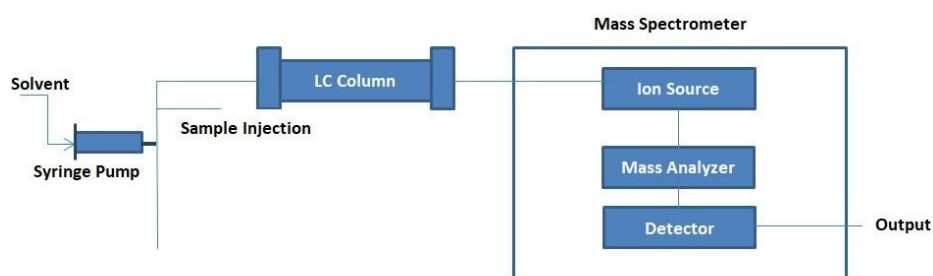 Mass Spectrometer
Solvent
LC Column
Ion Source
Sample Injection
Syringe Pump
Mass Analyzer
Detector
Output